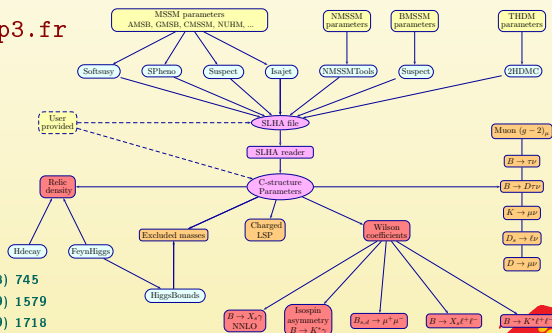 p3.fr
MSSM parameters
AMSB, GMSB, CMSSM, NUHM, ...
NMSSM
parameters
BMSSM
parameters
THDM
parameters
Softsusy
SPheno
Suspect
Isajet
NMSSMTools
Suspect
2HDMC
User
provided
SLHA file
SLHA reader
Muon (g − 2)μ
B → τν
B → Dτν
K → μν
Ds → ℓν
D → μν
Relic
density
C-structure
Parameters
Excluded masses
Charged
LSP
Wilson
coefficients
Hdecay
FeynHiggs
HiggsBounds
) 745
) 1579
) 1718
B → Xsγ
NNLO
Isospin
asymmetry
B → K*γ
Bs,d → μ+μ−
B → Xsℓ+ℓ−
B → K*ℓ+ℓ−